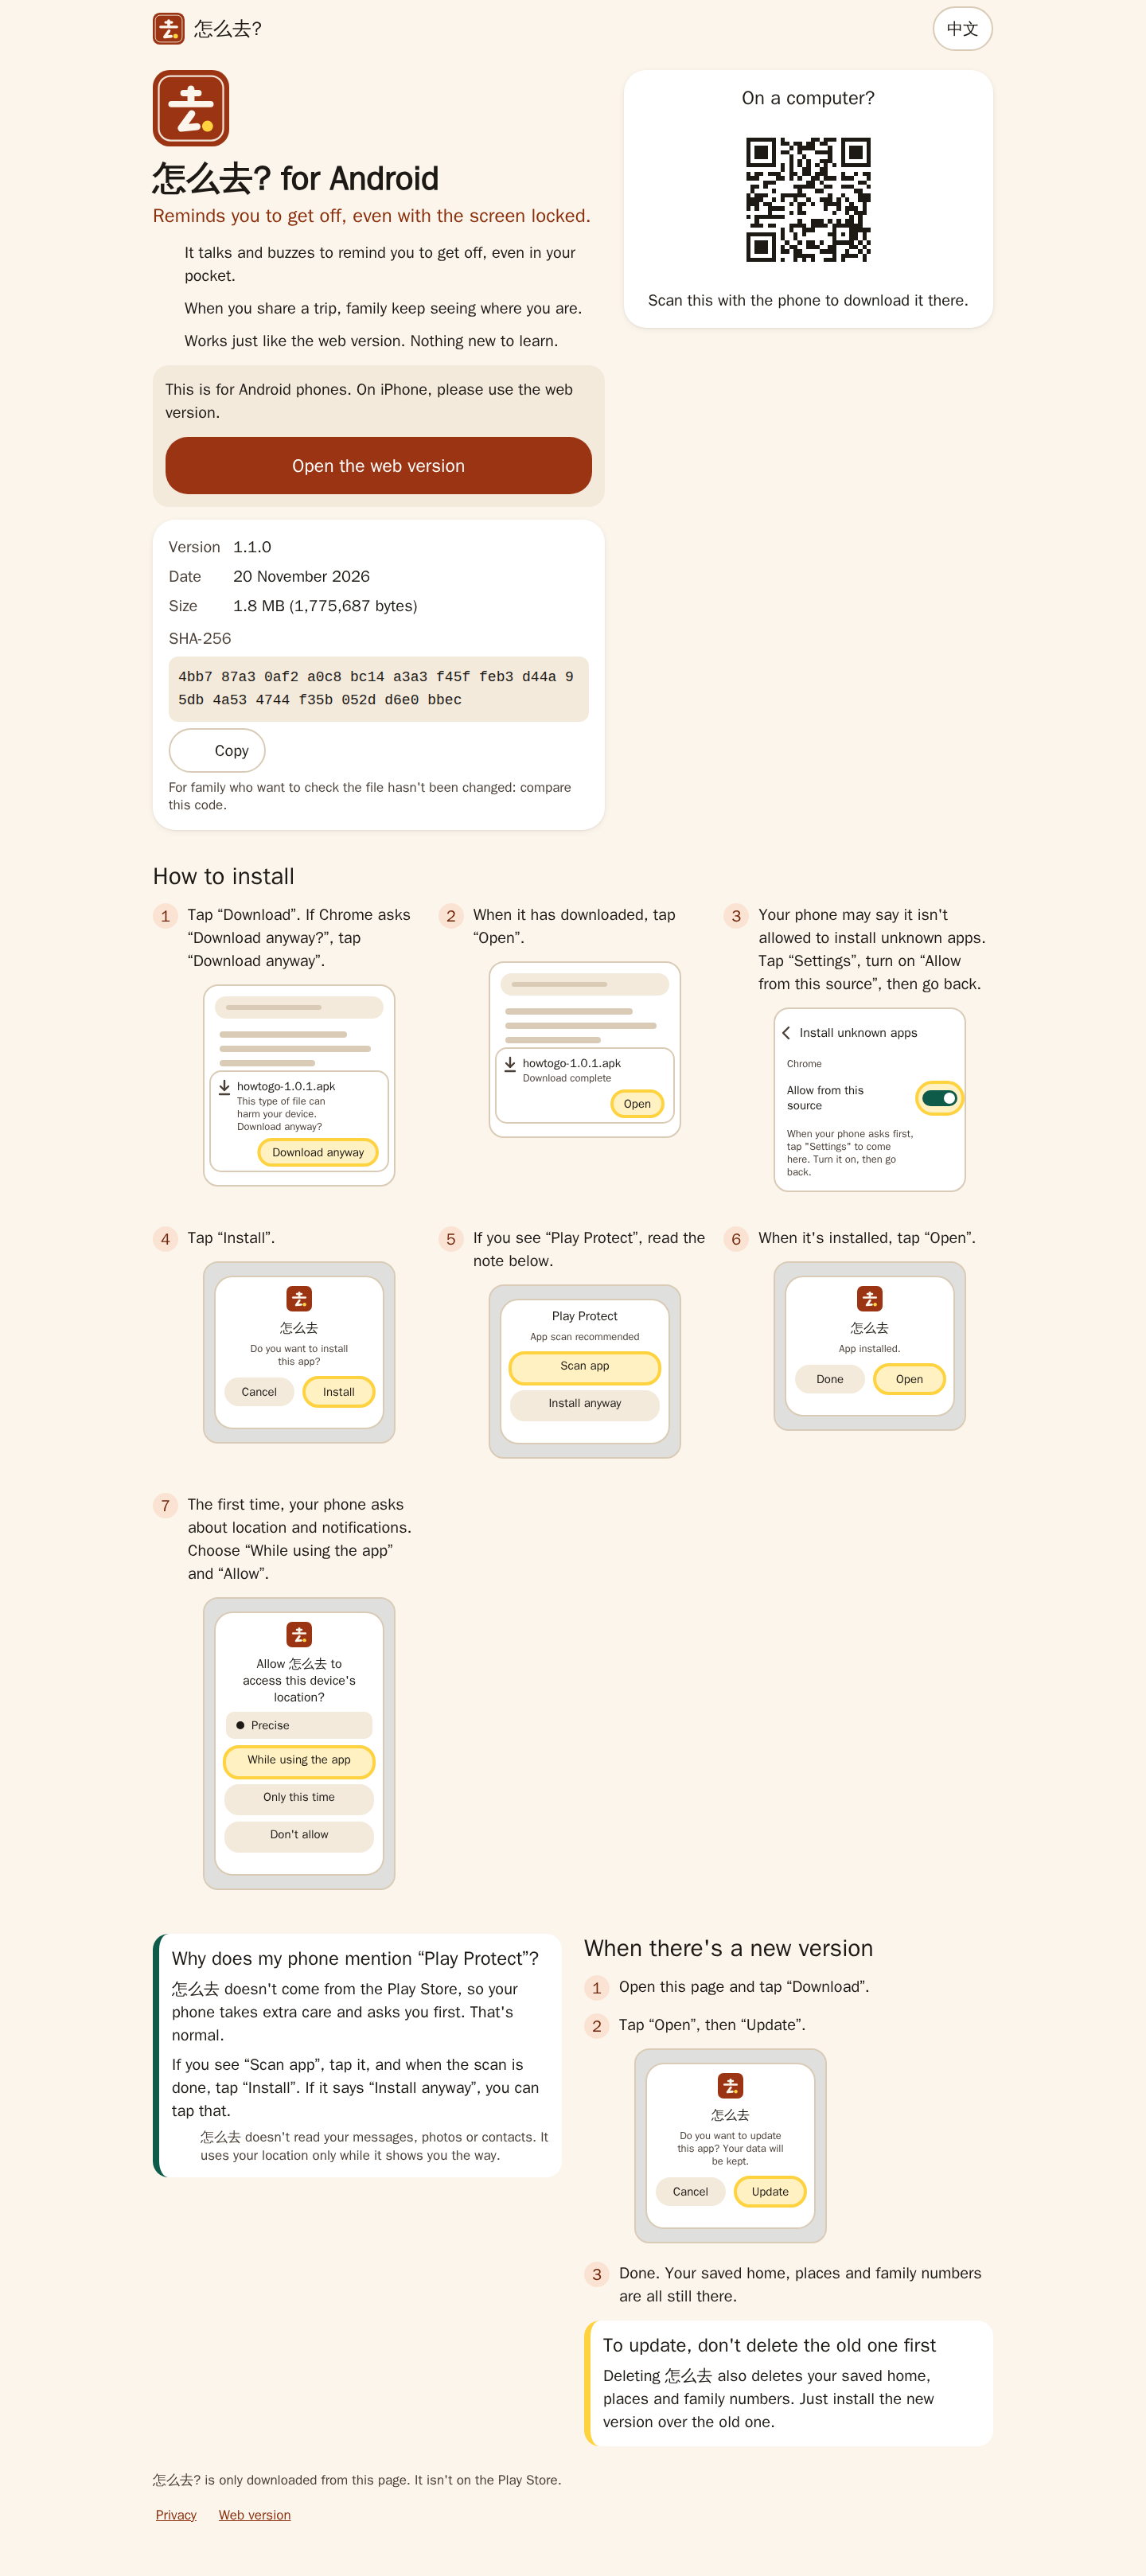 怎么去?
中文
怎么去? for Android
Reminds you to get off, even with the screen locked.
It talks and buzzes to remind you to get off, even in your
pocket.
When you share a trip, family keep seeing where you are.
Works just like the web version. Nothing new to learn.
This is for Android phones. On iPhone, please use the web
version.
Open the web version
On a computer?
Scan this with the phone to download it there.
Version 1.1.0
Date 20 November 2026
Size 1.8 MB (1,775,687 bytes)
SHA-256
4bb7 87a3 0af2 a0c8 bc14 a3a3 f45f feb3 d44a 9
5db 4a53 4744 f35b 052d d6e0 bbec
Copy
For family who want to check the file hasn't been changed: compare
this code.
How to install
1 Tap “Download”. If Chrome asks
“Download anyway?”, tap
“Download anyway”.
howtogo-1.0.1.apk
This type of file can
harm your device.
Download anyway?
Download anyway
2 When it has downloaded, tap
“Open”.
howtogo-1.0.1.apk
Download complete
Open
3 Your phone may say it isn't
allowed to install unknown apps.
Tap “Settings”, turn on “Allow
from this source”, then go back.
Install unknown apps
Chrome
Allow from this
source
When your phone asks first,
tap "Settings" to come
here. Turn it on, then go
back.
4 Tap “Install”.
去
怎么去
Do you want to install
this app?
Cancel
Install
5 If you see “Play Protect”, read the
note below.
Play Protect
App scan recommended
Scan app
Install anyway
6 When it's installed, tap “Open”.
去
怎么去
App installed.
Done
Open
7 The first time, your phone asks
about location and notifications.
Choose “While using the app”
and “Allow”.
去
Allow 怎么去 to
access this device's
location?
Precise
While using the app
Only this time
Don't allow
Why does my phone mention “Play Protect”?
怎么去 doesn't come from the Play Store, so your
phone takes extra care and asks you first. That's
normal.
If you see “Scan app”, tap it, and when the scan is
done, tap “Install”. If it says “Install anyway”, you can
tap that.
怎么去 doesn't read your messages, photos or contacts. It
uses your location only while it shows you the way.
When there's a new version
1 Open this page and tap “Download”.
2 Tap “Open”, then “Update”.
去
怎么去
Do you want to update
this app? Your data will
be kept.
Cancel
Update
3 Done. Your saved home, places and family numbers
are all still there.
To update, don't delete the old one first
Deleting 怎么去 also deletes your saved home,
places and family numbers. Just install the new
version over the old one.
怎么去? is only downloaded from this page. It isn't on the Play Store.
Privacy
Web version